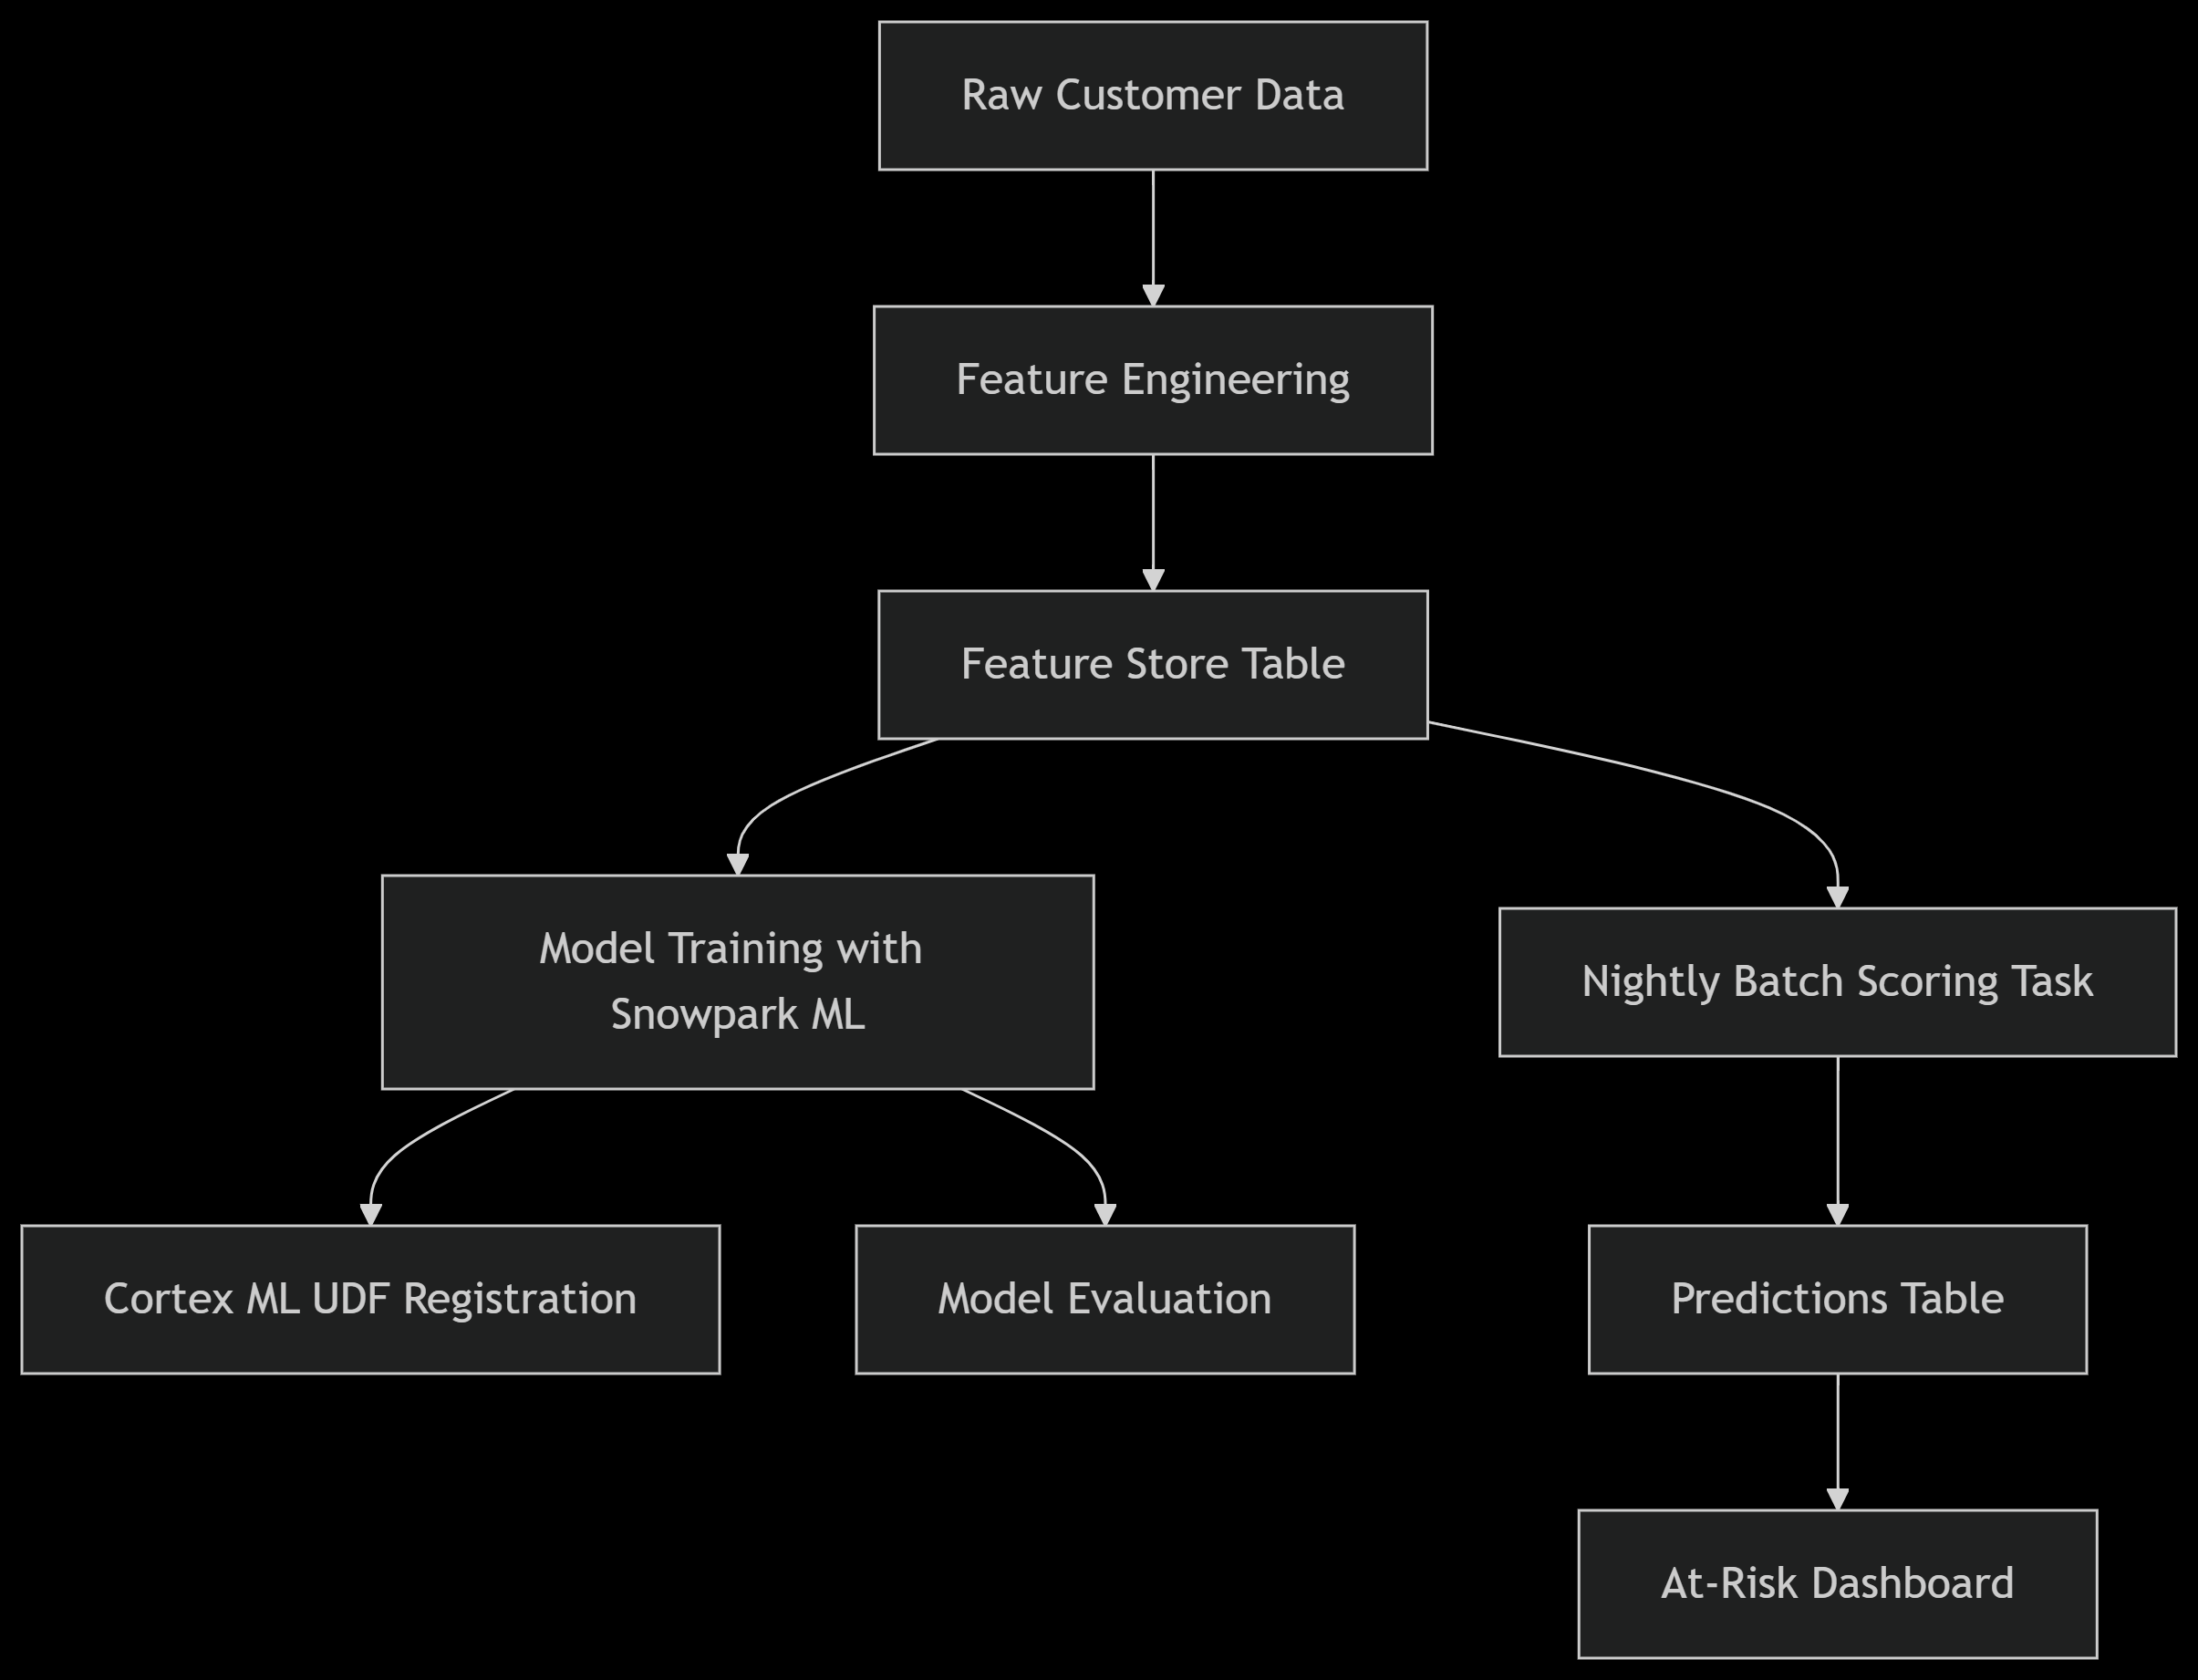 Raw Customer Data
Feature Engineering
Feature Store Table
Model Training with
Snowpark ML
Nightly Batch Scoring Task
Cortex ML UDF Registration
Model Evaluation
Predictions Table
At-Risk Dashboard